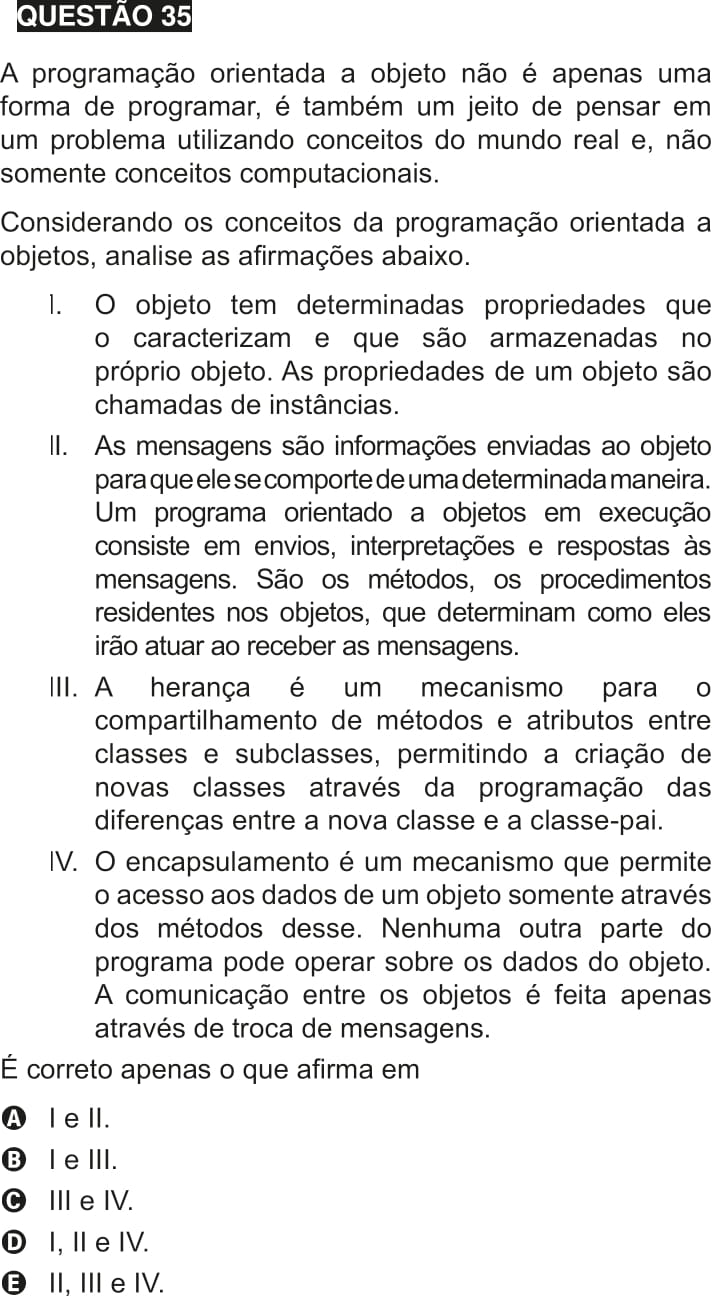 QUESTÃO 35
A programação orientada a objeto não é apenas uma
forma de programar, é também um jeito de pensar em
um problema utilizando conceitos do mundo real e, não
somente conceitos computacionais.
Considerando os conceitos da programação orientada a
objetos, analise as afirmações abaixo.
I. O objeto tem determinadas propriedades que
o caracterizam e que são armazenadas no
próprio objeto. As propriedades de um objeto são
chamadas de instâncias.
II. As mensagens são informações enviadas ao objeto
para que ele se comporte de uma determinada maneira.
Um programa orientado a objetos em execução
consiste em envios, interpretações e respostas às
mensagens. São os métodos, os procedimentos
residentes nos objetos, que determinam como eles
irão atuar ao receber as mensagens.
III. A herança é um mecanismo para o
compartilhamento de métodos e atributos entre
classes e subclasses, permitindo a criação de
novas classes através da programação das
diferenças entre a nova classe e a classe-pai.
IV. O encapsulamento é um mecanismo que permite
o acesso aos dados de um objeto somente através
dos métodos desse. Nenhuma outra parte do
programa pode operar sobre os dados do objeto.
A comunicação entre os objetos é feita apenas
através de troca de mensagens.
É correto apenas o que afirma em
A I e II.
B I e III.
C III e IV.
D I, II e IV.
E II, III e IV.